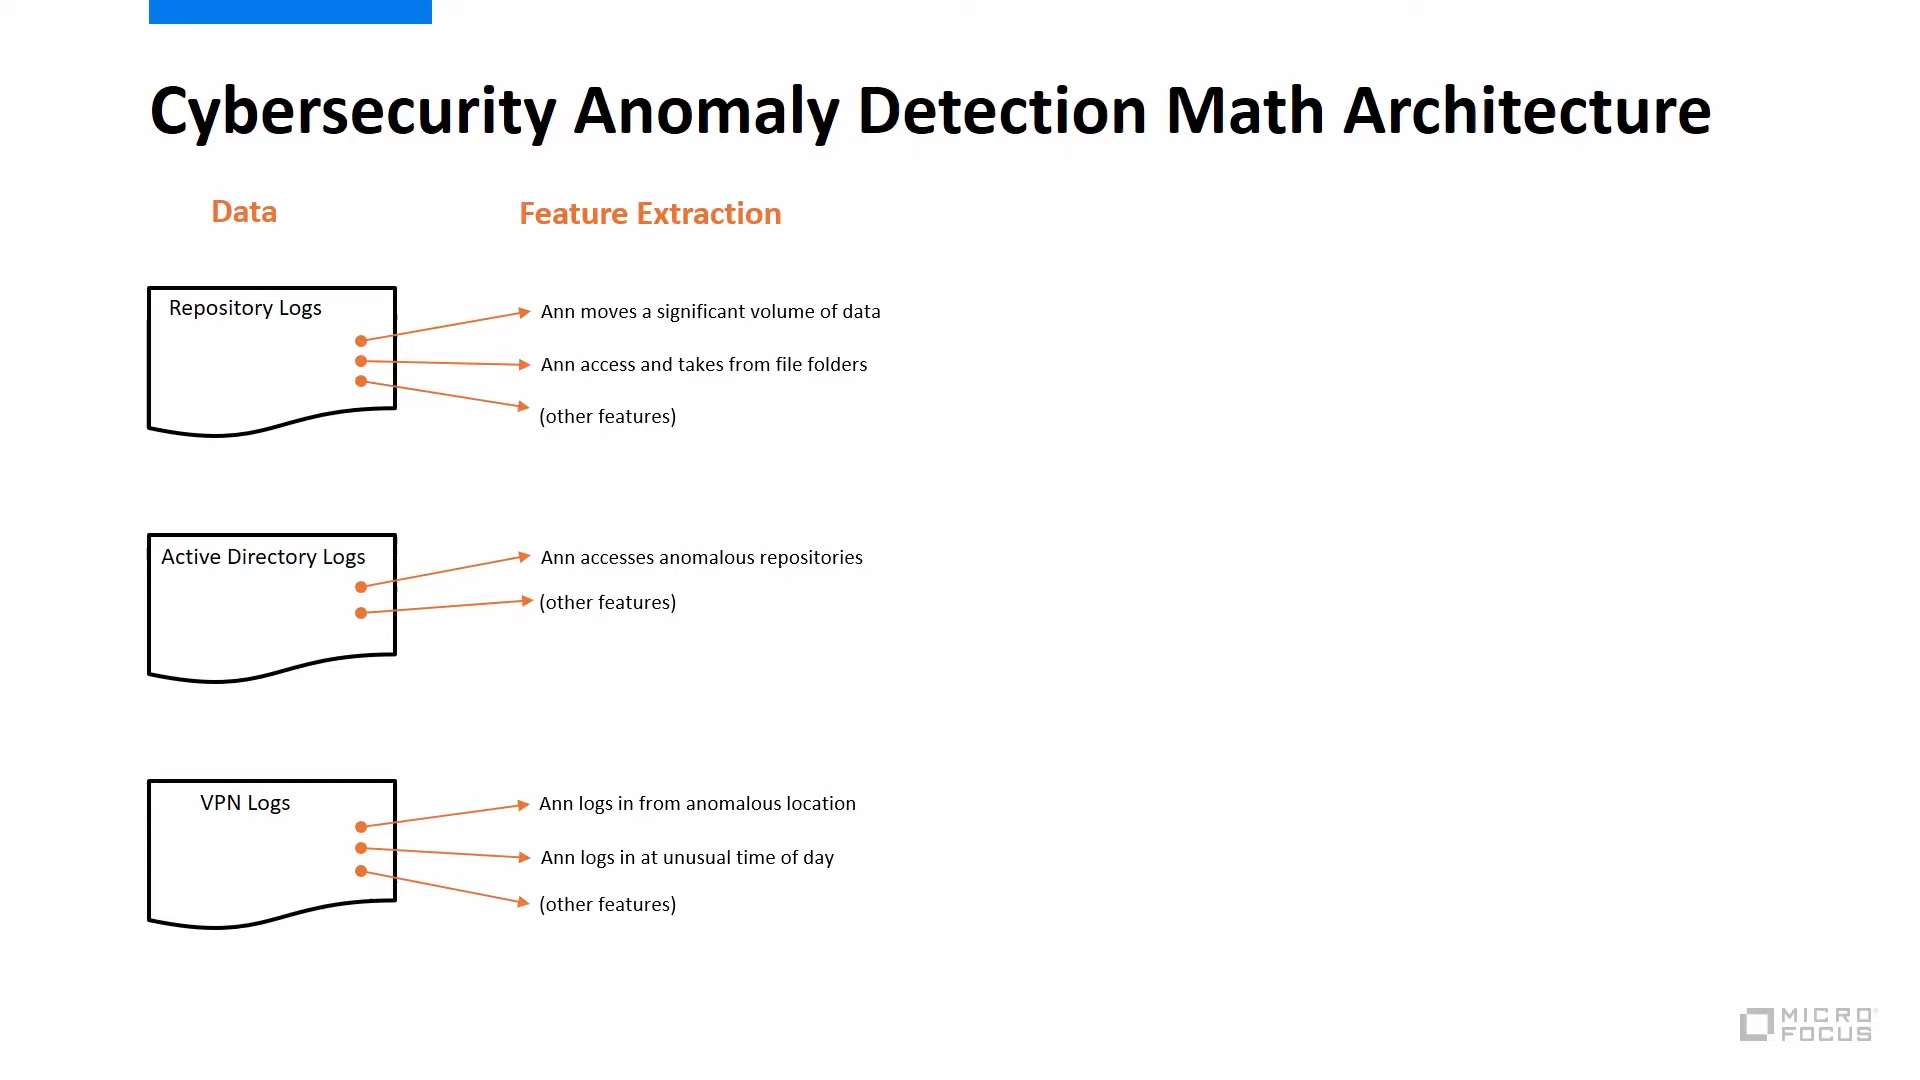 Cybersecurity Anomaly Detection Math Architecture
Data
Feature Extraction
Repository Logs
Ann moves a significant volume of data
Ann access and takes from file folders
(other features)
Active Directory Logs
Ann accesses anomalous repositories
(other features)
VPN Logs
Ann logs in from anomalous location
Ann logs in at unusual time of day
(other features)
MICRO
FOCUS